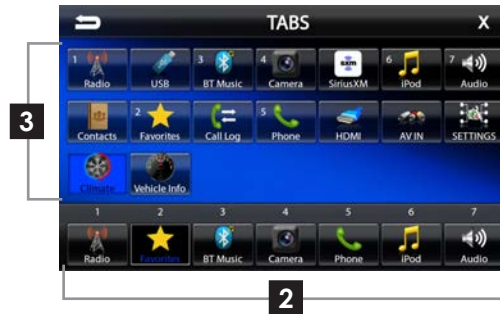 TABS X
1 3 4 6 7
Radio USB BT Music Camera SiriusXM iPod Audio
2 5
Contacts Favorites Call Log Phone HDMI AV IN SETTINGS
Climate Vehicle Info
3
1 2 3 4 5 6 7
Radio Favorites BT Music Camera Phone iPod Audio
2
sxm